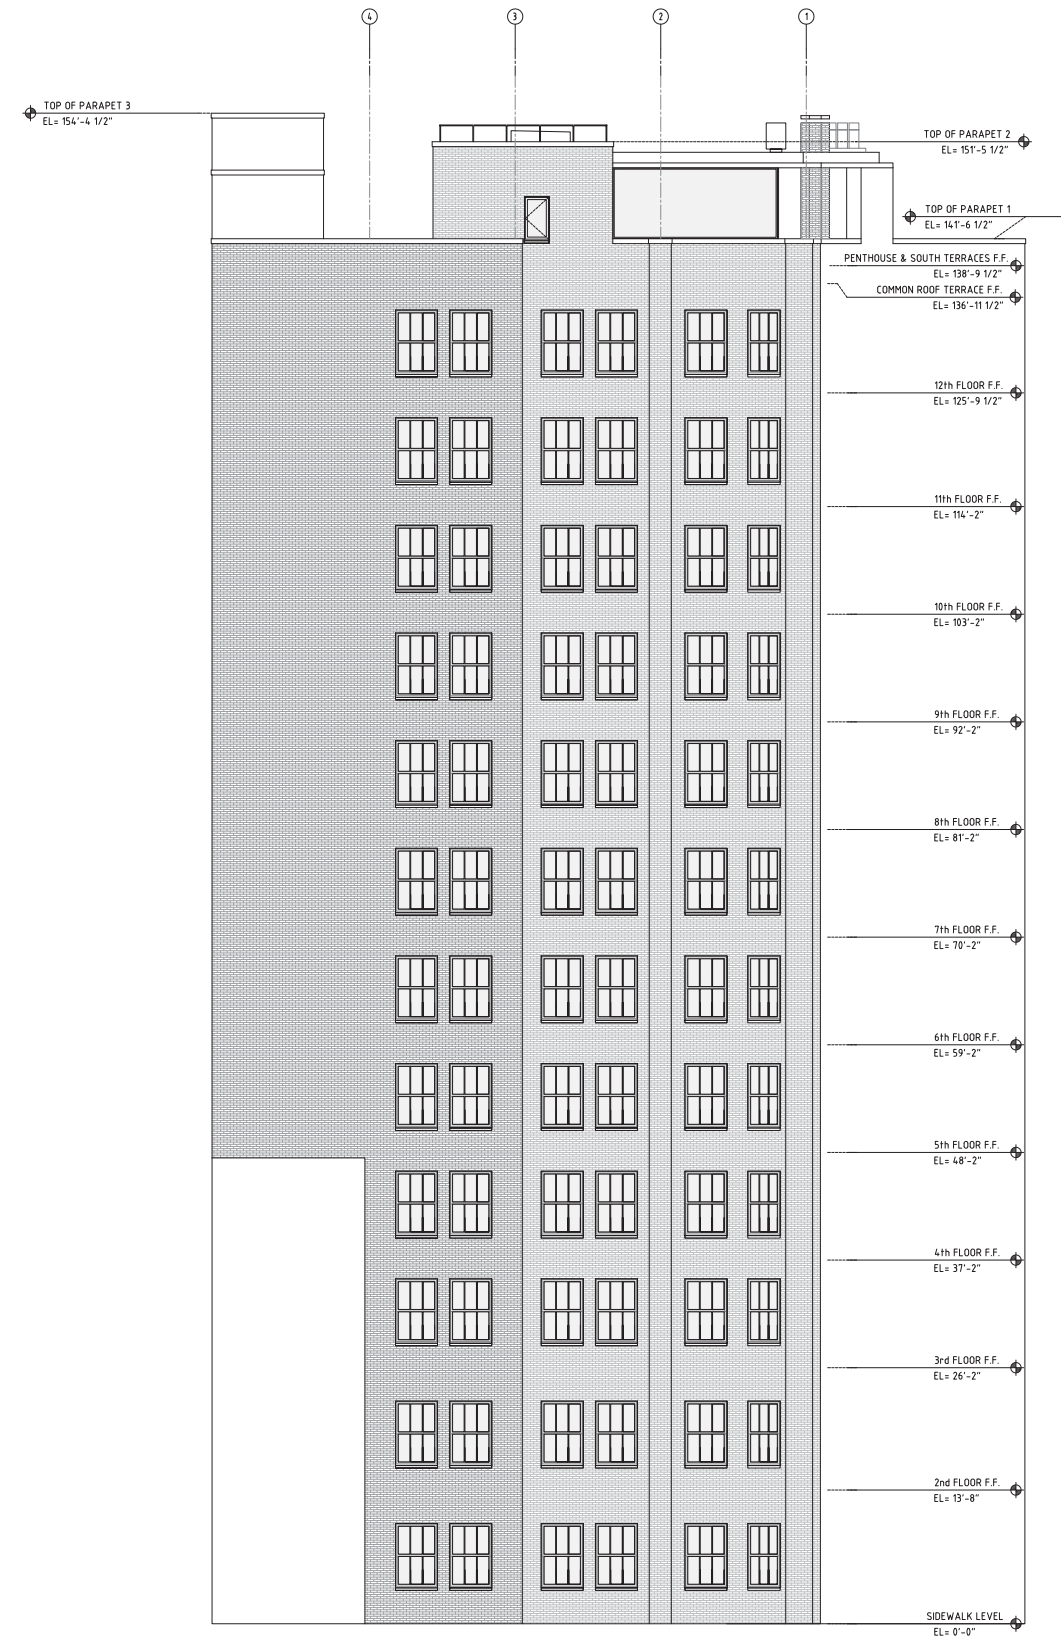 4 3 2 1
TOP OF PARAPET 3
EL= 154'-4 1/2"
TOP OF PARAPET 2
EL= 151'-5 1/2"
TOP OF PARAPET 1
EL= 141'-6 1/2"
PENTHOUSE & SOUTH TERRACES F.F.
EL= 138'-9 1/2"
COMMON ROOF TERRACE F.F.
EL= 136'-11 1/2"
12th FLOOR F.F.
EL= 125'-9 1/2"
11th FLOOR F.F.
EL= 114'-2"
10th FLOOR F.F.
EL= 103'-2"
9th FLOOR F.F.
EL= 92'-2"
8th FLOOR F.F.
EL= 81'-2"
7th FLOOR F.F.
EL= 70'-2"
6th FLOOR F.F.
EL= 59'-2"
5th FLOOR F.F.
EL= 48'-2"
4th FLOOR F.F.
EL= 37'-2"
3rd FLOOR F.F.
EL= 26'-2"
2nd FLOOR F.F.
EL= 13'-8"
SIDEWALK LEVEL
EL= 0'-0"